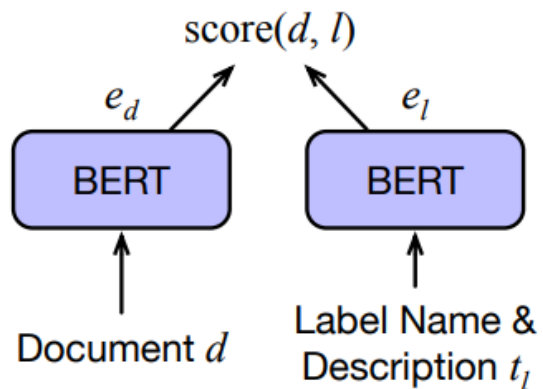 score(d, l)
e_d e_l
BERT BERT
Document d
Label Name &
Description t_l